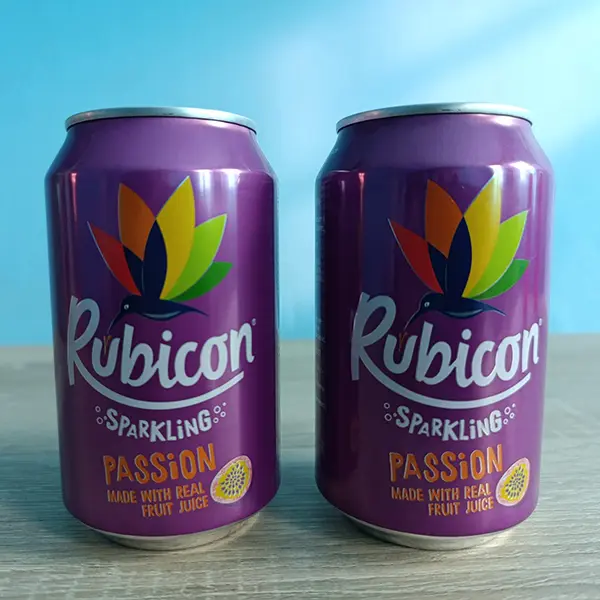 Rubicon®
SPARKLING
PASSION
MADE WITH REAL
FRUIT JUICE
Rubicon®
SPARKLING
PASSION
MADE WITH REAL
FRUIT JUICE